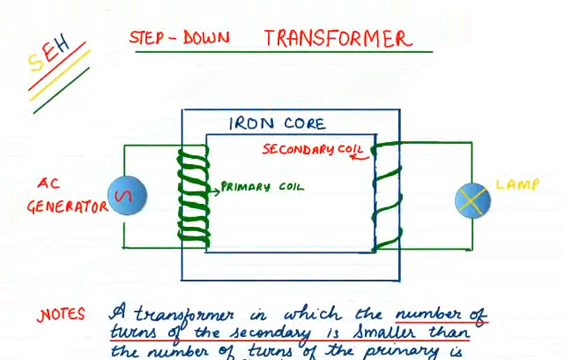 SEH
STEP-DOWN TRANSFORMER
IRON CORE
SECONDARY COIL
AC
GENERATOR
PRIMARY COIL
LAMP
NOTES A transformer in which the number of
turns of the secondary is smaller than
the number of turns of the primary is